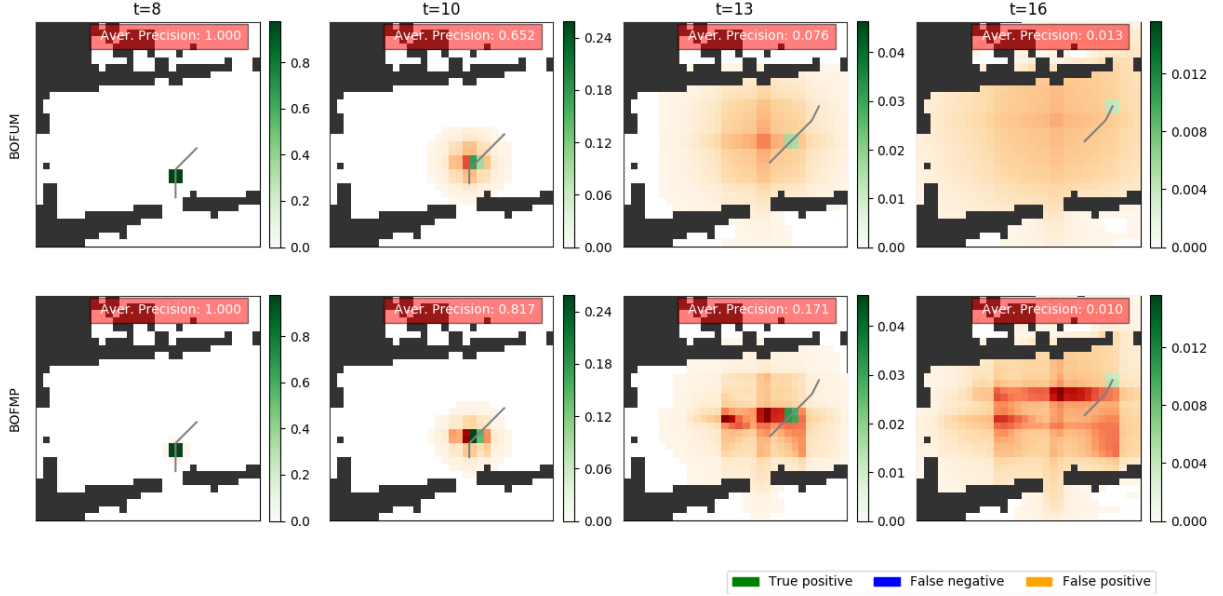 t=8
t=10
t=13
t=16
BOFUM
Aver. Precision: 1.000
0.8
0.6
0.4
0.2
0.0
Aver. Precision: 0.652
0.24
0.18
0.12
0.06
0.00
Aver. Precision: 0.076
0.04
0.03
0.02
0.01
0.00
Aver. Precision: 0.013
0.012
0.008
0.004
0.000
BOFMP
Aver. Precision: 1.000
0.8
0.6
0.4
0.2
0.0
Aver. Precision: 0.817
0.24
0.18
0.12
0.06
0.00
Aver. Precision: 0.171
0.04
0.03
0.02
0.01
0.00
Aver. Precision: 0.010
0.012
0.008
0.004
0.000
True positive
False negative
False positive